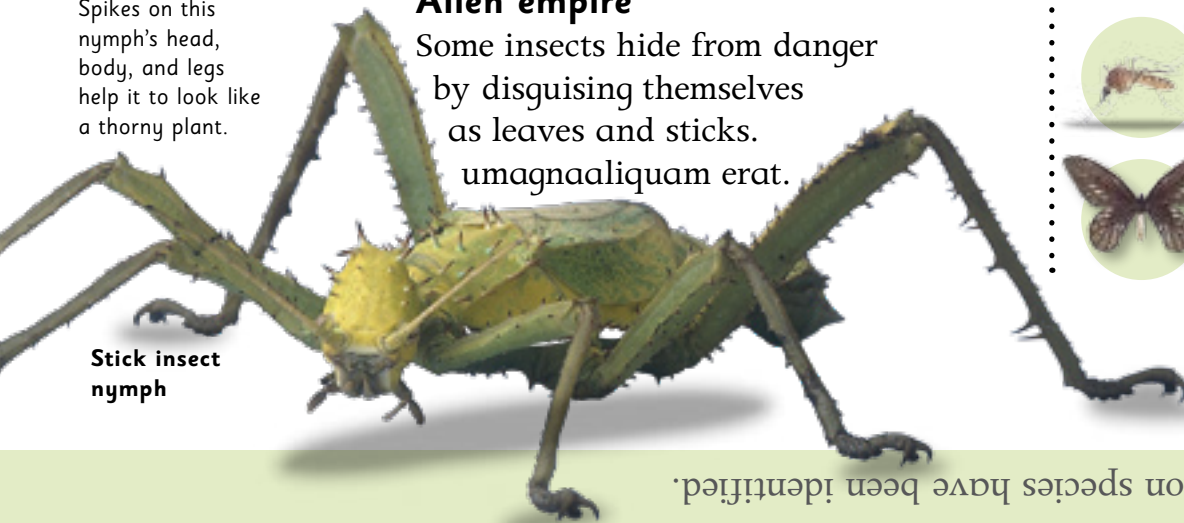 Spikes on this
nymph's head,
body, and legs
help it to look like
a thorny plant.
Alien empire
Some insects hide from danger
by disguising themselves
as leaves and sticks.
umagnaaliquam erat.
Stick insect
nymph
on species have been identified.